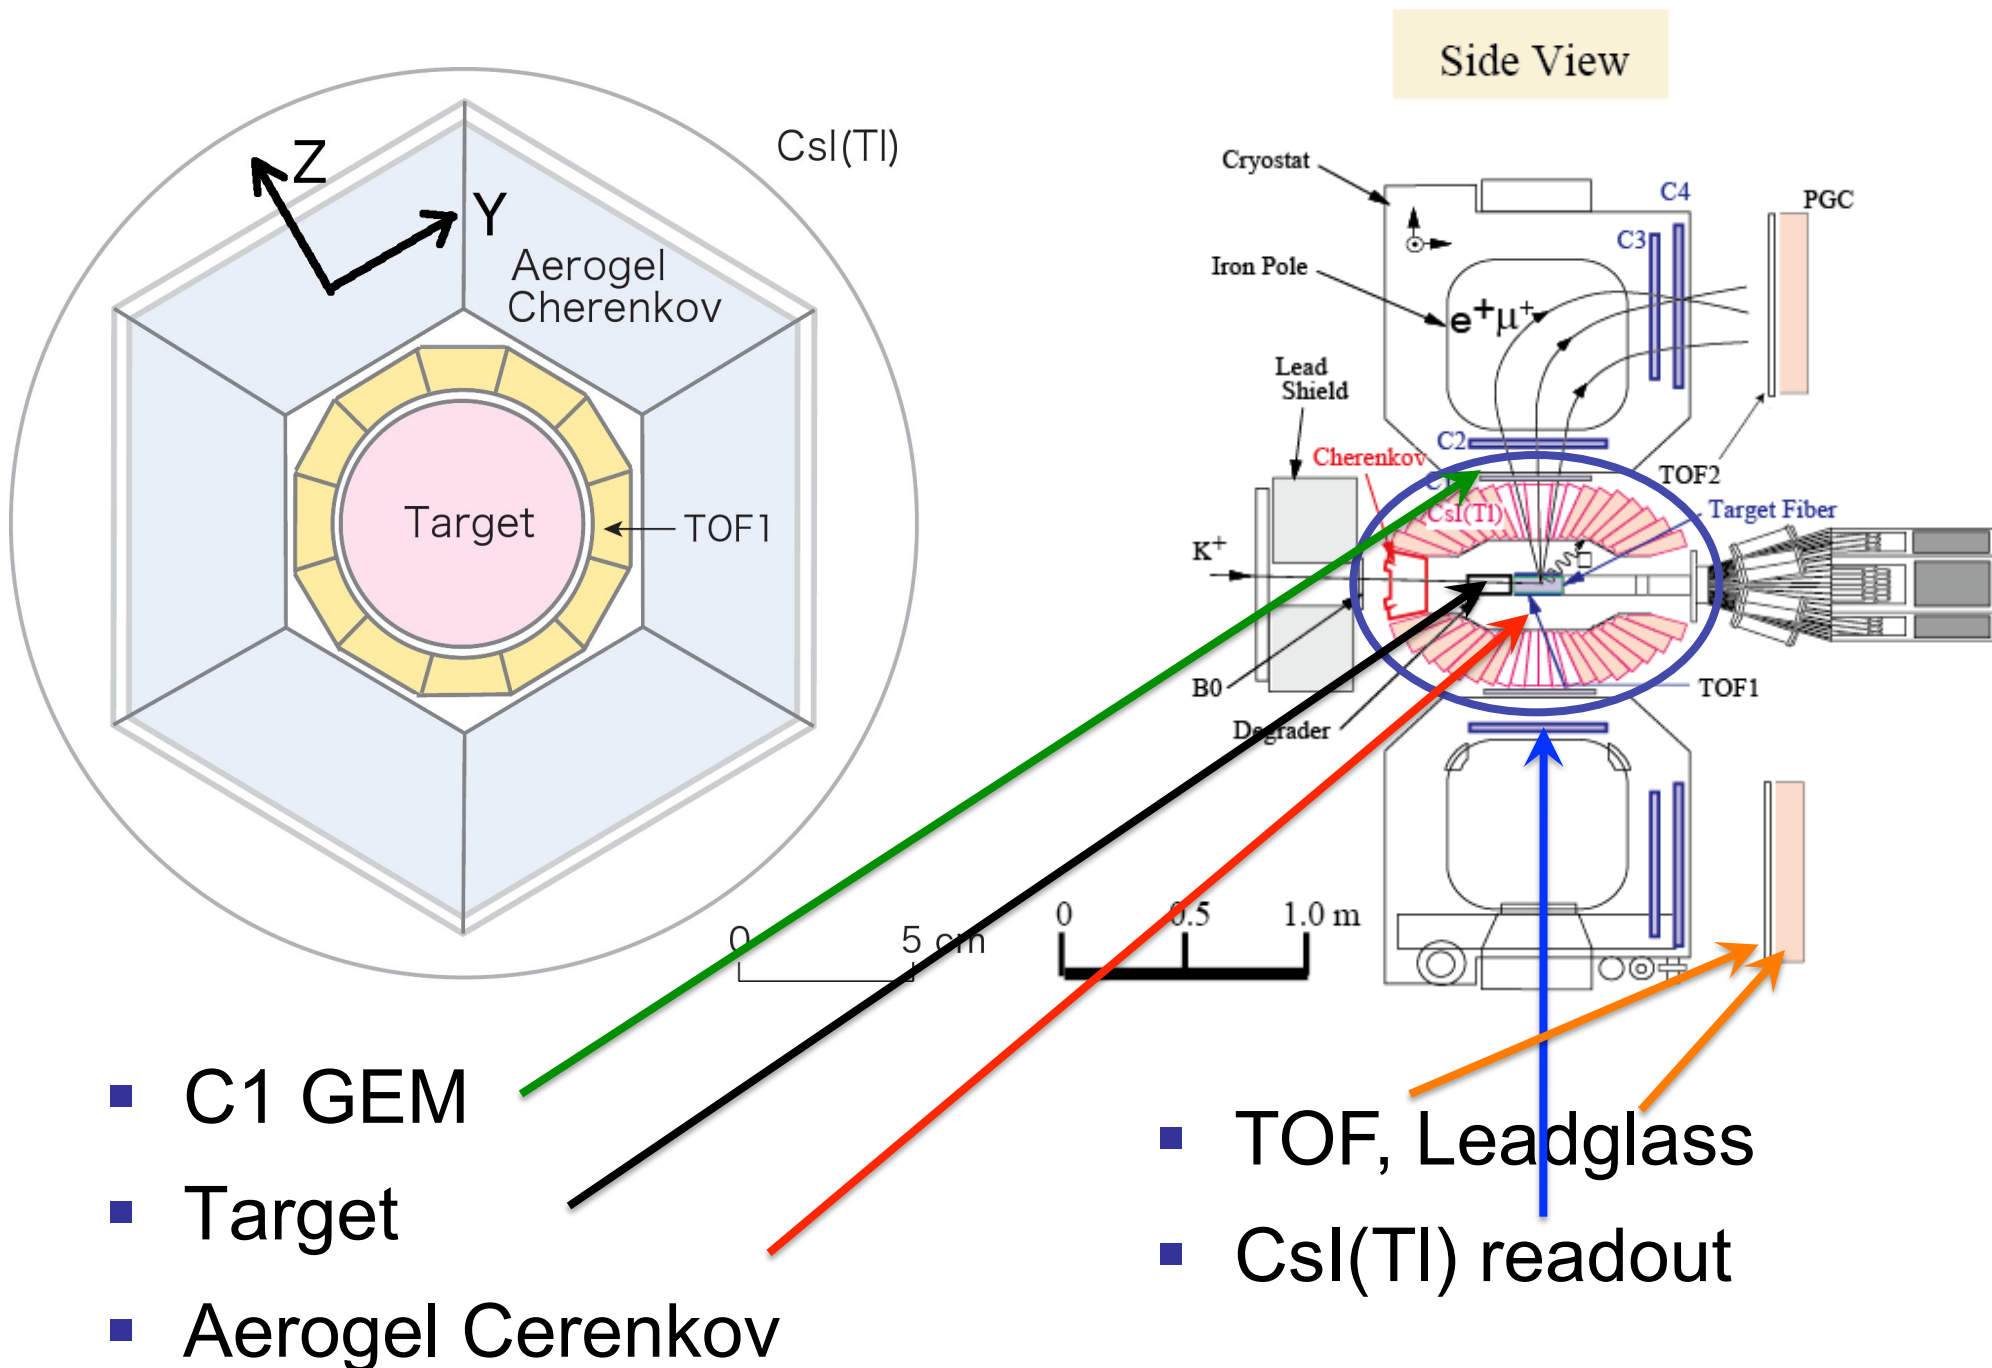 Side View
CsI(Tl)
Z
Y
Aerogel
Cherenkov
Target
TOF1
0
5 cm
Cryostat
C4
PGC
C3
Iron Pole
e+ μ+
Lead
Shield
C2
Cherenkov
TOF2
CsI(Tl)
Target Fiber
K+
B0
TOF1
Degrader
0
0.5
1.0 m
C1 GEM
Target
Aerogel Cerenkov
TOF, Leadglass
CsI(Tl) readout